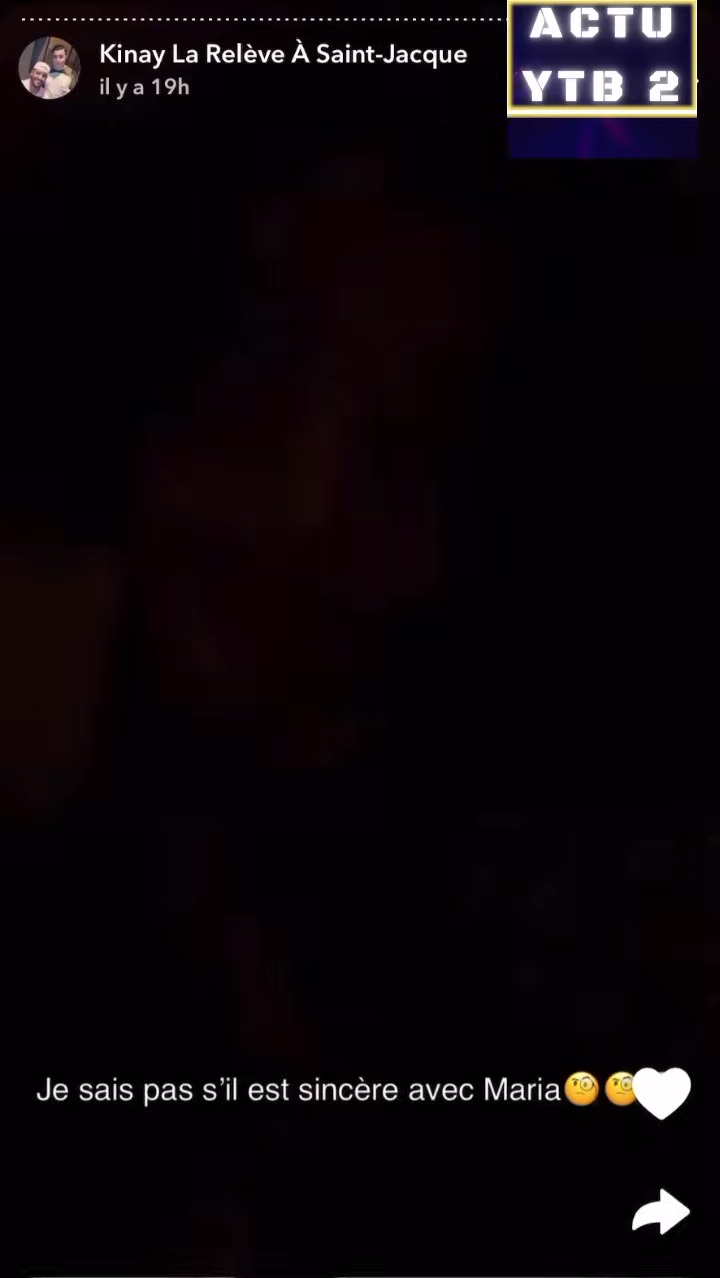 Kinay La Relève À Saint-Jacque
il y a 19h
ACTU
YTB 2
Je sais pas s'il est sincère avec Maria🧐🧐